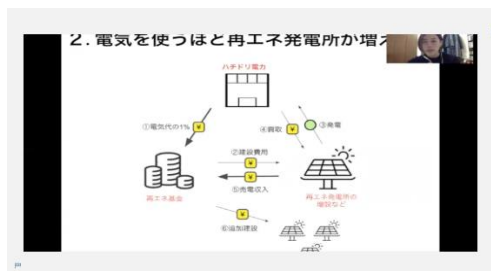 2. 電気を使うほど再エネ発電所が増え
ハチドリ電力
①電気代の1%
¥
④買取
¥
③発電
②建設費用
¥
¥
⑤売電収入
再エネ基金
再エネ発電所の
増設など
¥
⑥追加建設